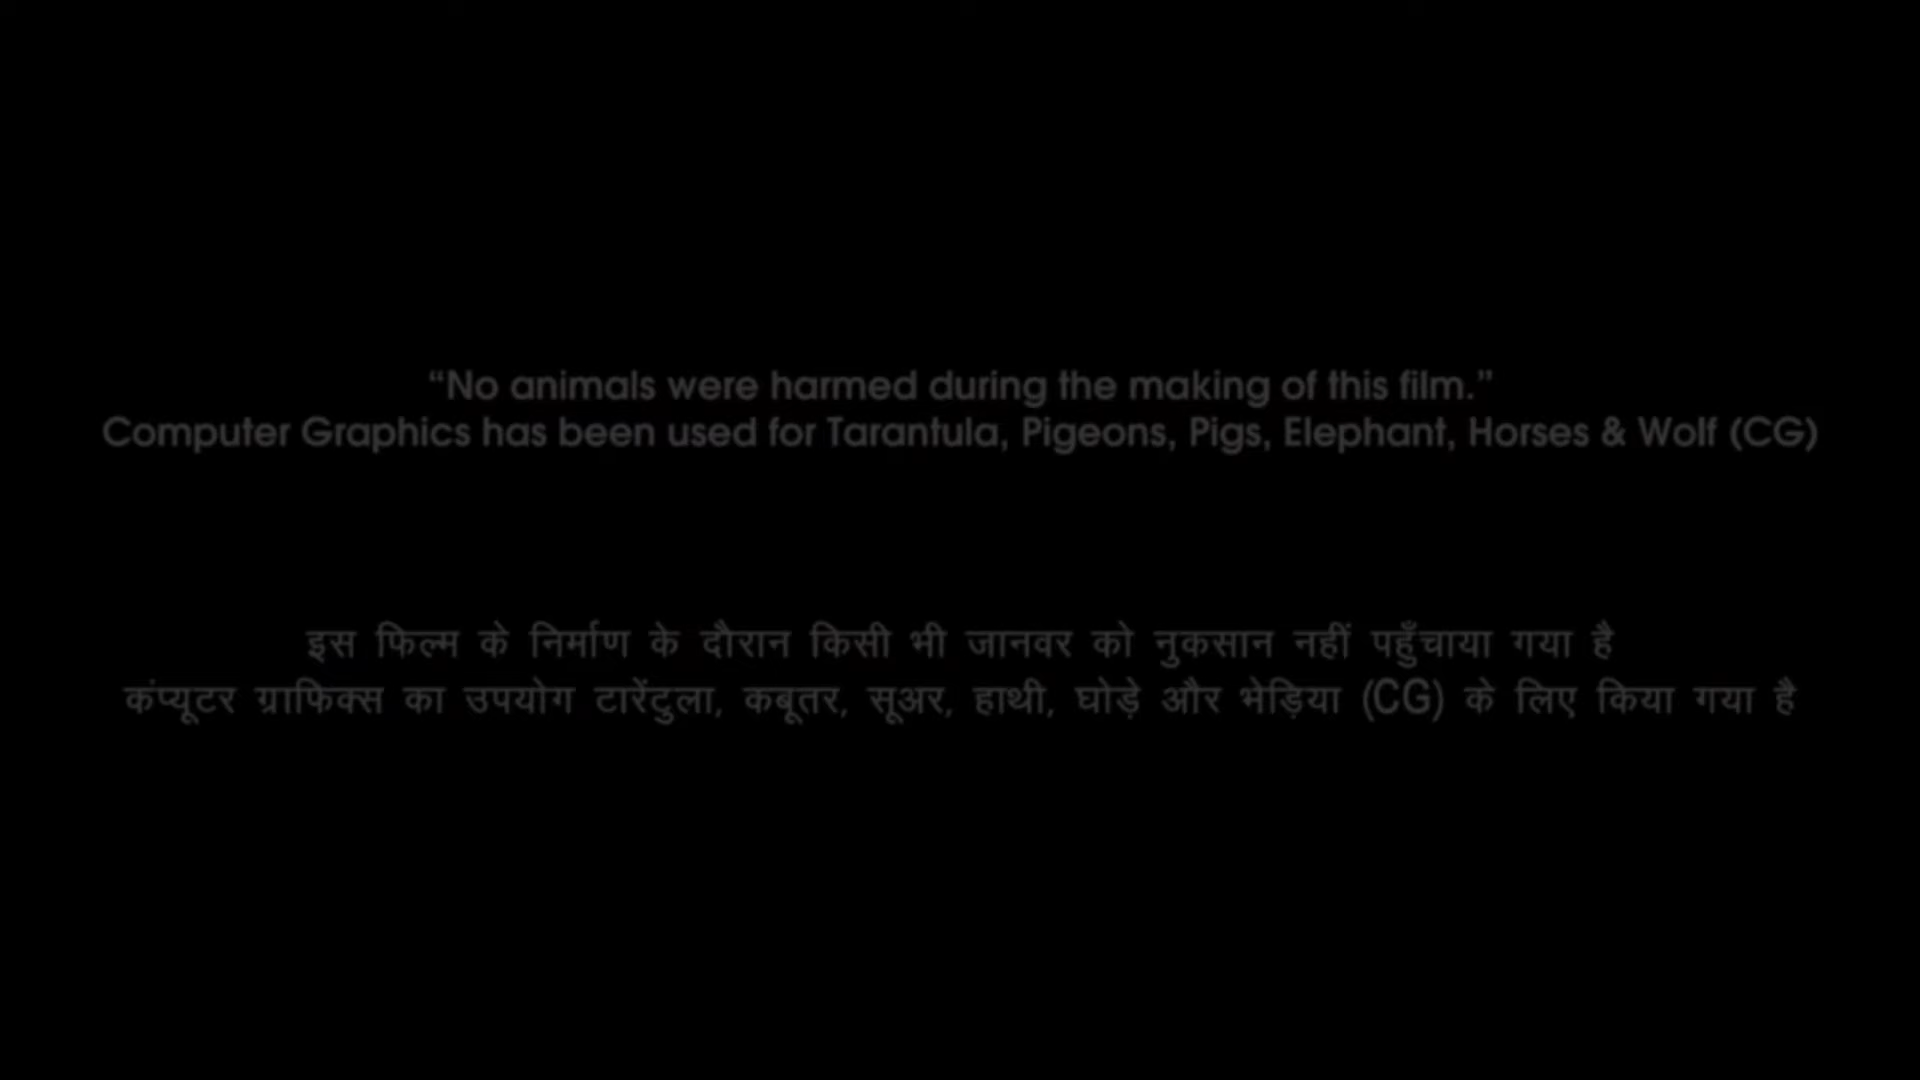 “No animals were harmed during the making of this film.”
Computer Graphics has been used for Tarantula, Pigeons, Pigs, Elephant, Horses & Wolf (CG)
इस फिल्म के निर्माण के दौरान किसी भी जानवर को नुकसान नहीं पहुँचाया गया है
कंप्यूटर ग्राफिक्स का उपयोग टारेंटुला, कबूतर, सूअर, हाथी, घोड़े और भेड़िया (CG) के लिए किया गया है